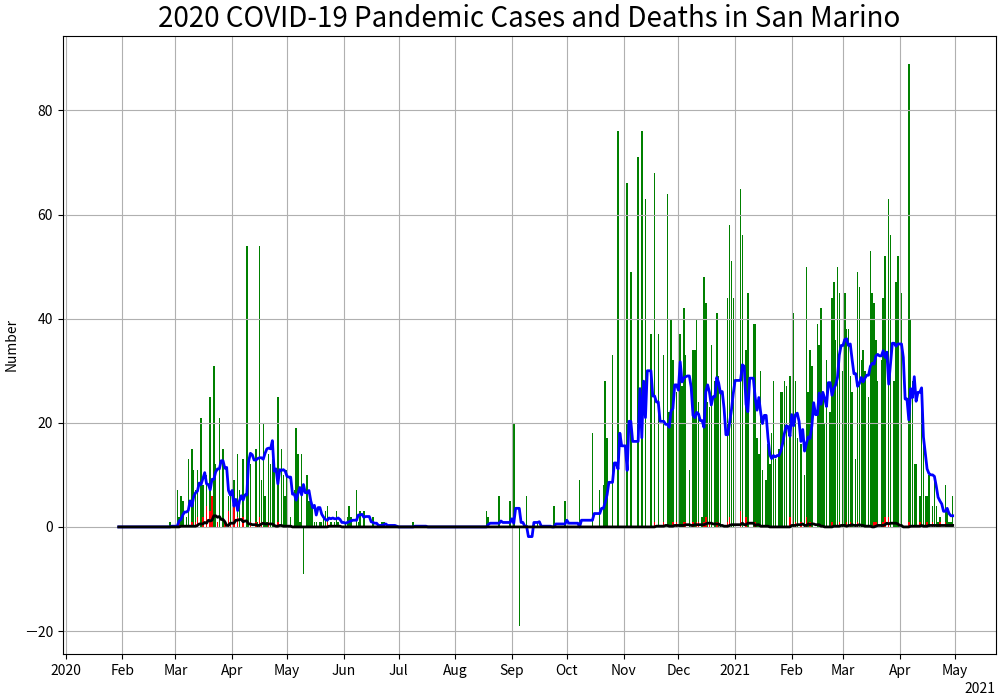 2020 COVID-19 Pandemic Cases and Deaths in San Marino
Number
80
60
40
20
0
−20
2020 Feb Mar Apr May Jun Jul Aug Sep Oct Nov Dec 2021 Feb Mar Apr May
2021